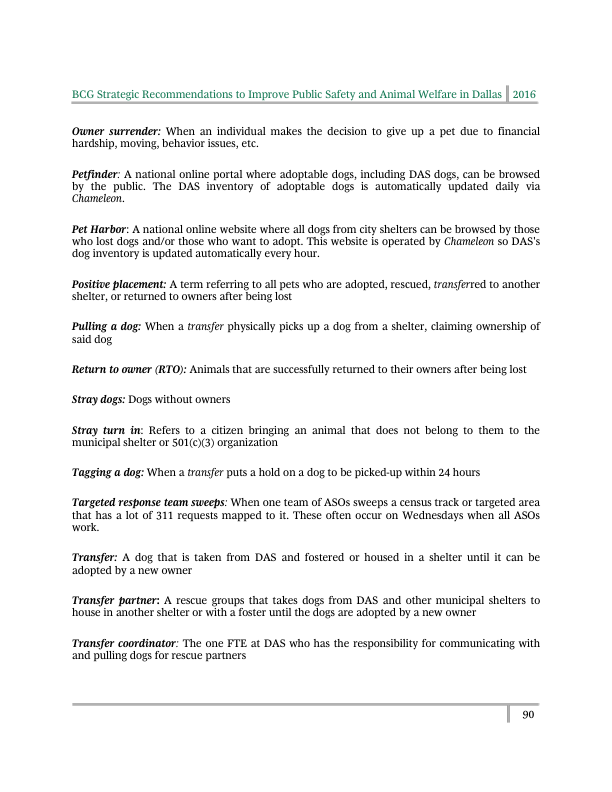 BCG Strategic Recommendations to Improve Public Safety and Animal Welfare in Dallas 2016
Owner surrender: When an individual makes the decision to give up a pet due to financial
hardship, moving, behavior issues, etc.
Petfinder: A national online portal where adoptable dogs, including DAS dogs, can be browsed
by the public. The DAS inventory of adoptable dogs is automatically updated daily via
Chameleon.
Pet Harbor: A national online website where all dogs from city shelters can be browsed by those
who lost dogs and/or those who want to adopt. This website is operated by Chameleon so DAS's
dog inventory is updated automatically every hour.
Positive placement: A term referring to all pets who are adopted, rescued, transferred to another
shelter, or returned to owners after being lost
Pulling a dog: When a transfer physically picks up a dog from a shelter, claiming ownership of
said dog
Return to owner (RTO): Animals that are successfully returned to their owners after being lost
Stray dogs: Dogs without owners
Stray turn in: Refers to a citizen bringing an animal that does not belong to them to the
municipal shelter or 501(c)(3) organization
Tagging a dog: When a transfer puts a hold on a dog to be picked-up within 24 hours
Targeted response team sweeps: When one team of ASOs sweeps a census track or targeted area
that has a lot of 311 requests mapped to it. These often occur on Wednesdays when all ASOs
work.
Transfer: A dog that is taken from DAS and fostered or housed in a shelter until it can be
adopted by a new owner
Transfer partner: A rescue groups that takes dogs from DAS and other municipal shelters to
house in another shelter or with a foster until the dogs are adopted by a new owner
Transfer coordinator: The one FTE at DAS who has the responsibility for communicating with
and pulling dogs for rescue partners
90